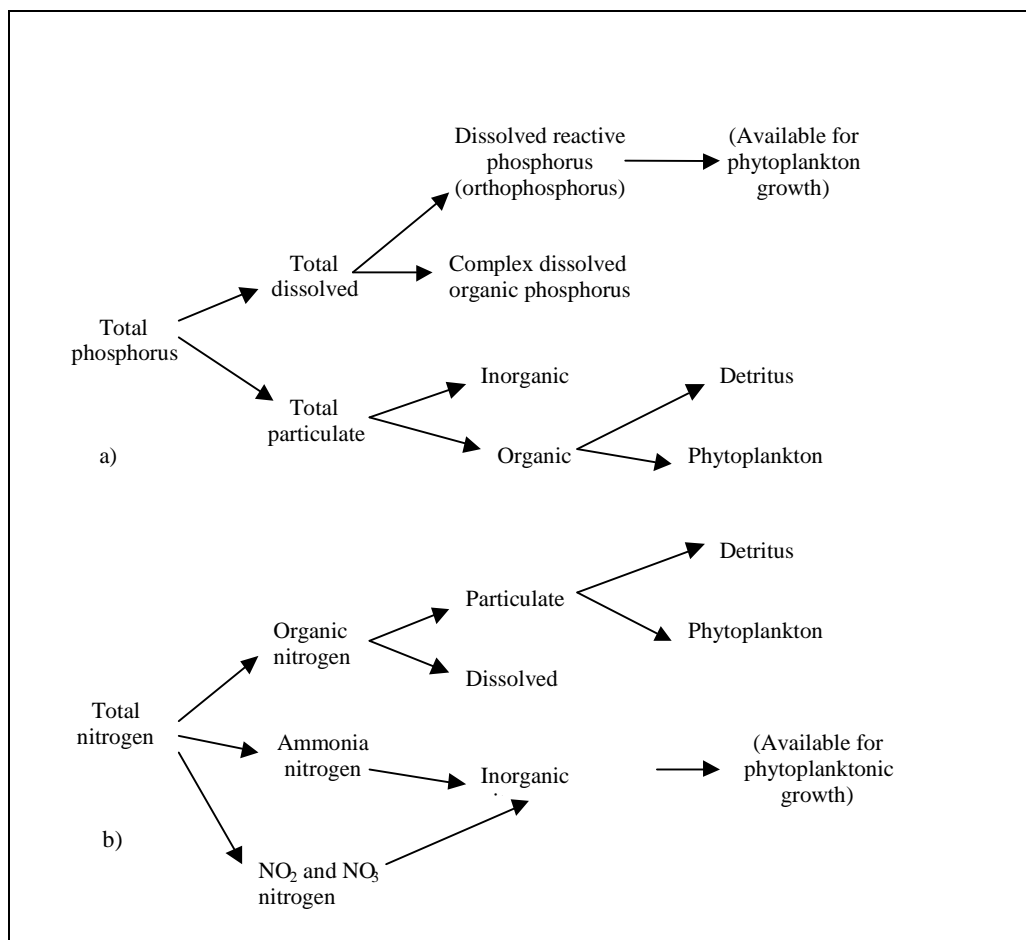 Dissolved reactive
phosphorus
(orthophosphorus)
(Available for
phytoplankton
growth)
Total
dissolved
Complex dissolved
organic phosphorus
Total
phosphorus
Inorganic
Detritus
Total
particulate
Organic
Phytoplankton
a)
Detritus
Particulate
Organic
nitrogen
Phytoplankton
Dissolved
Total
nitrogen
Ammonia
nitrogen
Inorganic
(Available for
phytoplanktonic
growth)
b)
NO2 and NO3
nitrogen